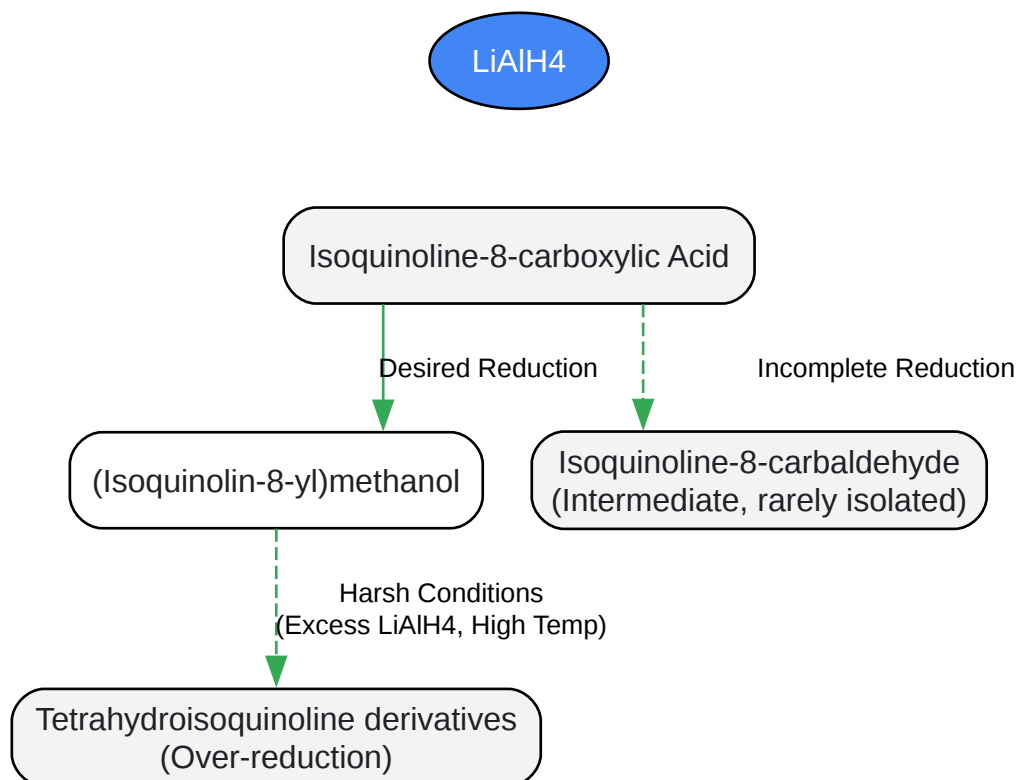 LiAlH4
Isoquinoline-8-carboxylic Acid
Desired Reduction
Incomplete Reduction
(Isoquinolin-8-yl)methanol
Isoquinoline-8-carbaldehyde
(Intermediate, rarely isolated)
Harsh Conditions
(Excess LiAlH4, High Temp)
Tetrahydroisoquinoline derivatives
(Over-reduction)